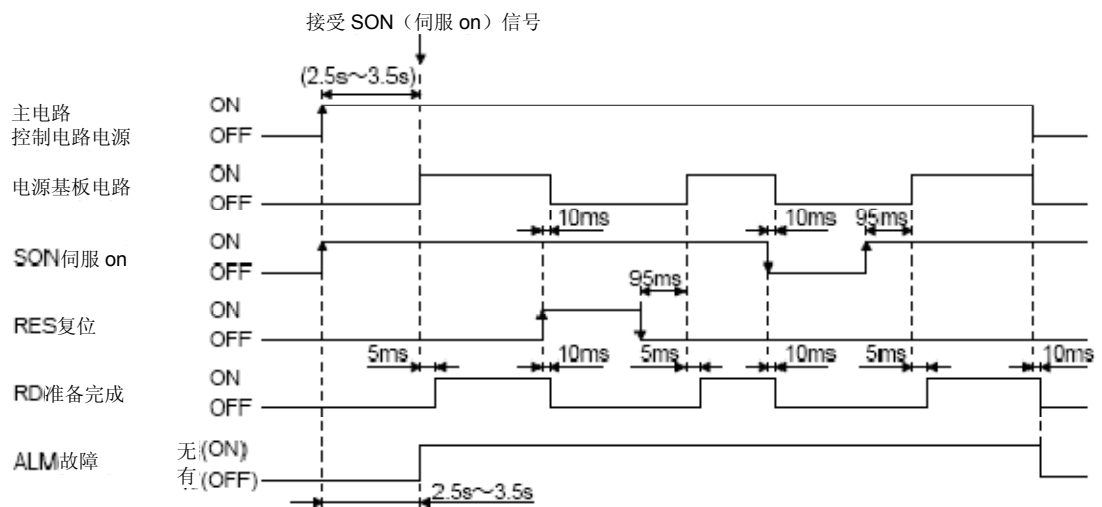 接受 SON（伺服 on）信号
(2.5s～3.5s)
主电路
控制电路电源
ON
OFF
电源基板电路
ON
OFF
10ms
10ms
95ms
SON伺服 on
ON
OFF
95ms
RES复位
ON
OFF
5ms
10ms
5ms
10ms
5ms
10ms
RD准备完成
ON
OFF
ALM故障
无(ON)
有(OFF)
2.5s～3.5s